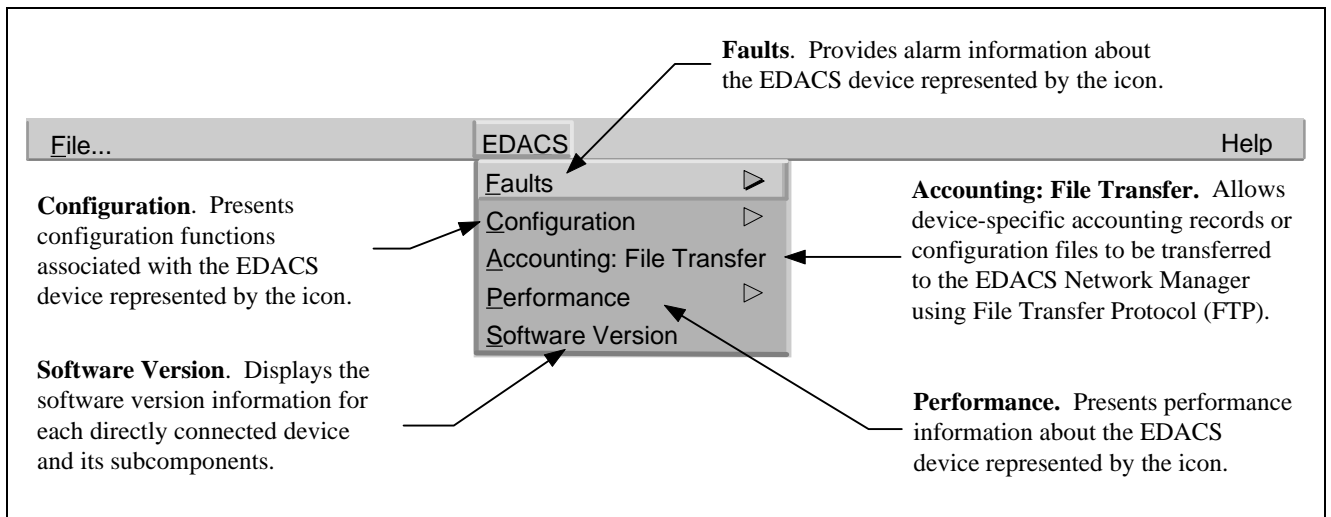 Faults.  Provides alarm information about
the EDACS device represented by the icon.
File...
EDACS
Help
Faults
Configuration
Accounting: File Transfer
Performance
Software Version
Configuration.  Presents
configuration functions
associated with the EDACS
device represented by the icon.
Accounting: File Transfer.  Allows
device-specific accounting records or
configuration files to be transferred
to the EDACS Network Manager
using File Transfer Protocol (FTP).
Software Version.  Displays the
software version information for
each directly connected device
and its subcomponents.
Performance.  Presents performance
information about the EDACS
device represented by the icon.